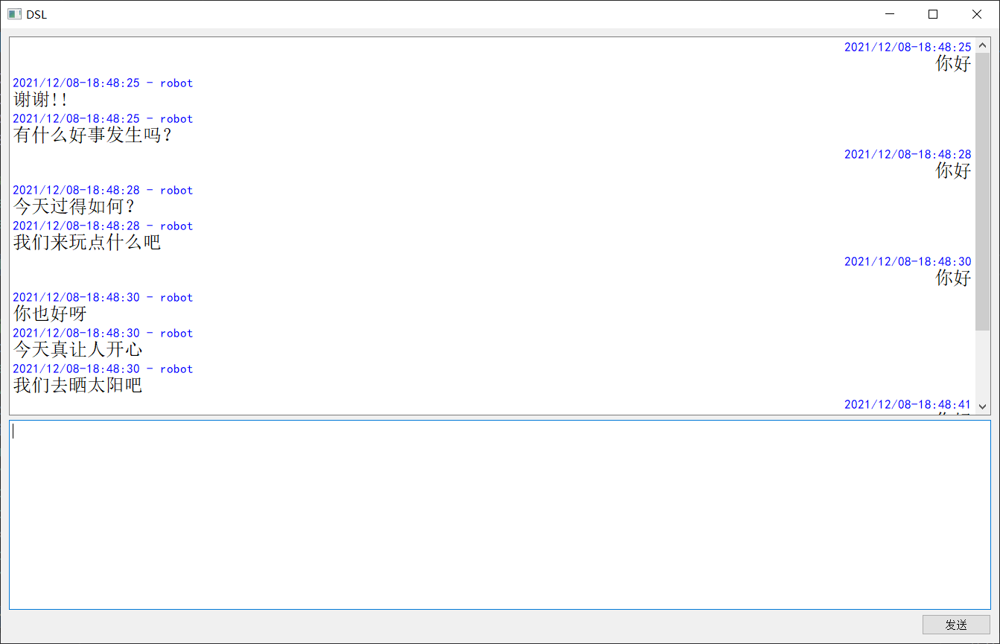 DSL
2021/12/08-18:48:25
你好
2021/12/08-18:48:25 - robot
谢谢!!
2021/12/08-18:48:25 - robot
有什么好事发生吗?
2021/12/08-18:48:28
你好
2021/12/08-18:48:28 - robot
今天过得如何?
2021/12/08-18:48:28 - robot
我们来玩点什么吧
2021/12/08-18:48:30
你好
2021/12/08-18:48:30 - robot
你也好呀
2021/12/08-18:48:30 - robot
今天真让人开心
2021/12/08-18:48:30 - robot
我们去晒太阳吧
2021/12/08-18:48:41
发送